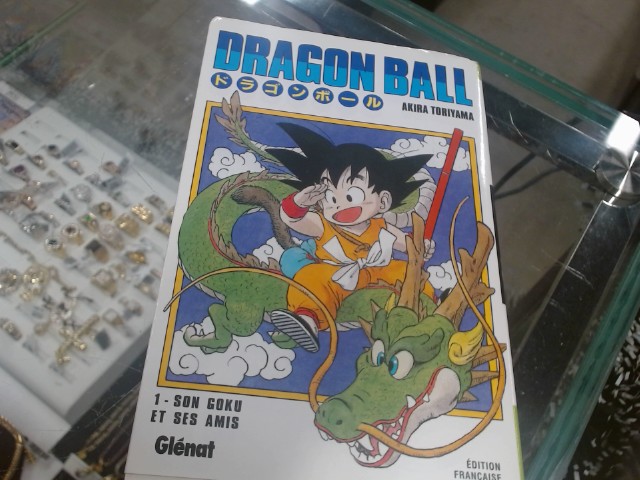 DRAGON BALL
ドラゴンボール
AKIRA TORIYAMA
1 - SON GOKU
ET SES AMIS
Glénat
ÉDITION
FRANÇAISE